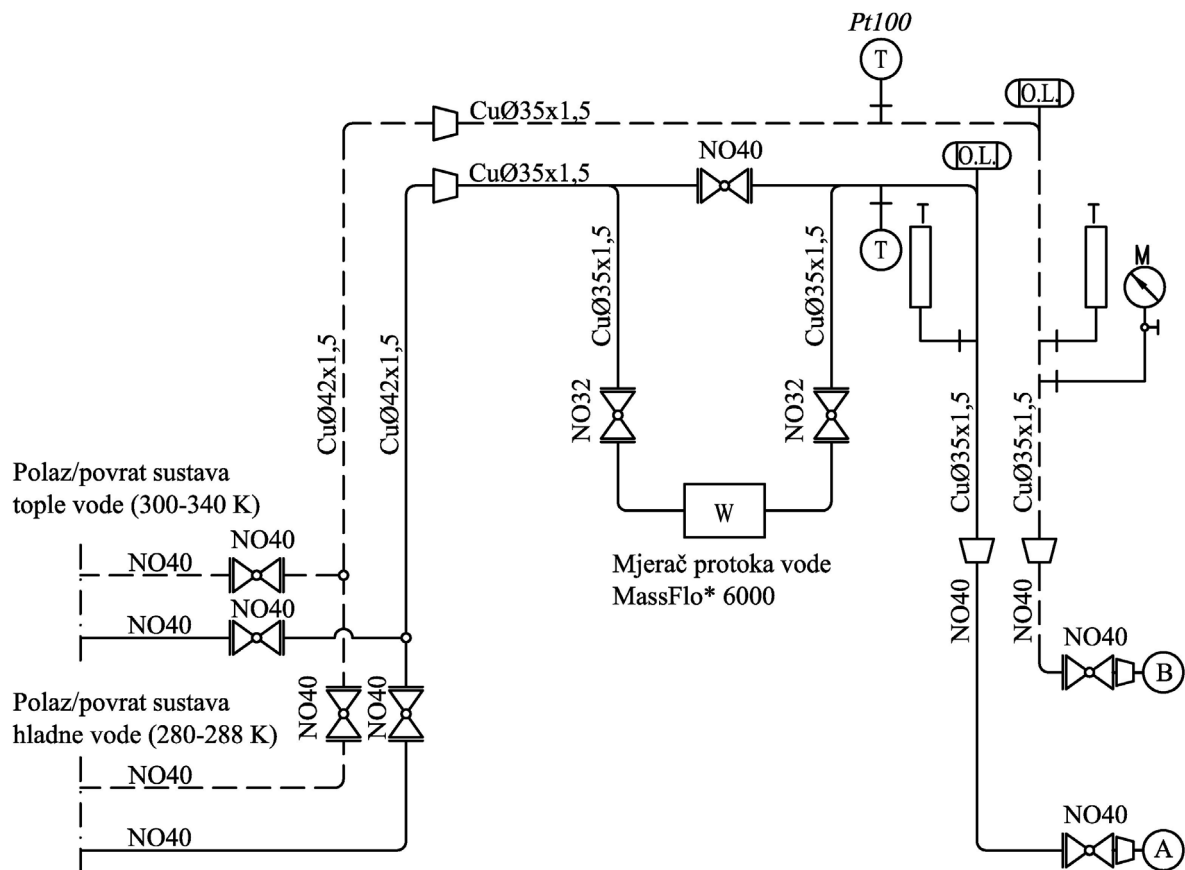 Pt100
T
O.L.
CuØ35x1,5
NO40
O.L.
CuØ35x1,5
T
T
T
M
CuØ35x1,5
CuØ35x1,5
CuØ42x1,5
CuØ42x1,5
NO32
NO32
CuØ35x1,5
CuØ35x1,5
Polaz/povrat sustava
tople vode (300-340 K)
W
NO40
NO40
Mjerač protoka vode
MassFlo* 6000
NO40
NO40
NO40
NO40
NO40
B
Polaz/povrat sustava
hladne vode (280-288 K)
NO40
NO40
NO40
NO40
NO40
A